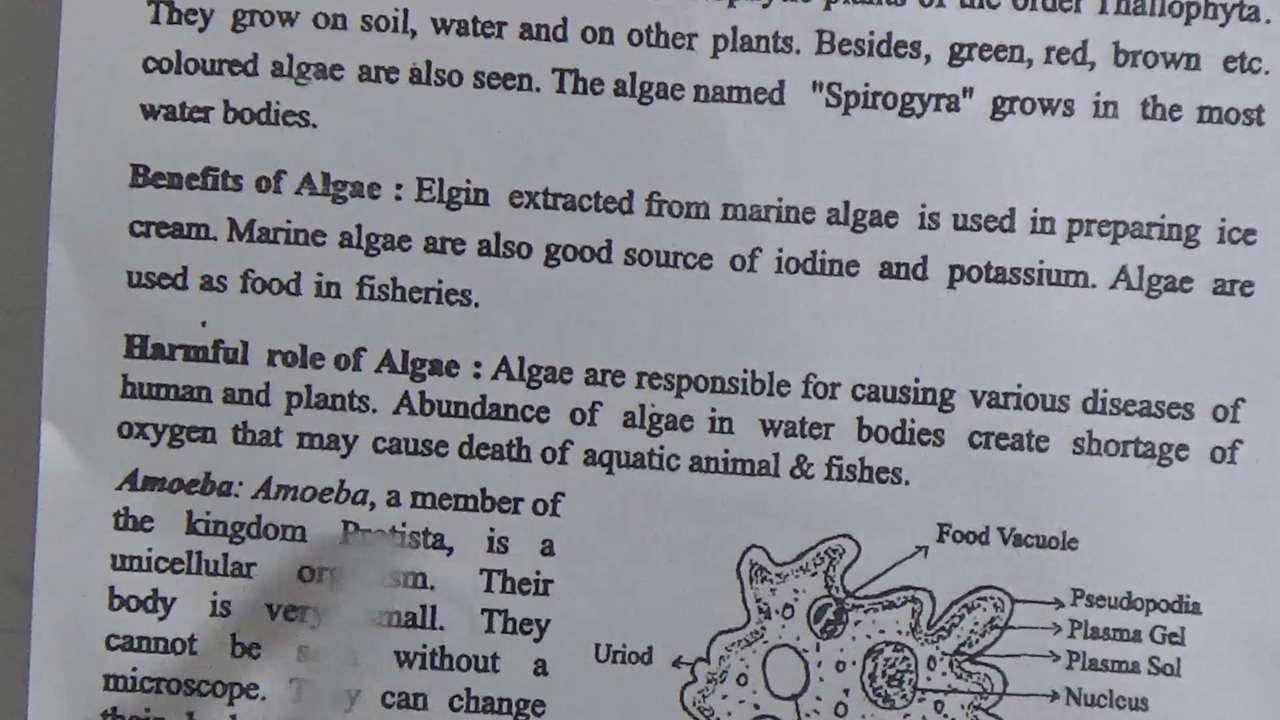 of the order Thallophyta.
They grow on soil, water and on other plants. Besides, green, red, brown etc.
coloured algae are also seen. The algae named "Spirogyra" grows in the most
water bodies.
Benefits of Algae : Elgin extracted from marine algae is used in preparing ice
cream. Marine algae are also good source of iodine and potassium. Algae are
used as food in fisheries.
Harmful role of Algae : Algae are responsible for causing various diseases of
human and plants. Abundance of algae in water bodies create shortage of
oxygen that may cause death of aquatic animal & fishes.
Amoeba: Amoeba, a member of
the kingdom Protista, is a
unicellular Their
body is very They
cannot be without a
microscope. can change
Food Vacuole
Pseudopodia
Plasma Gel
Plasma Sol
Nucleus
Uriod